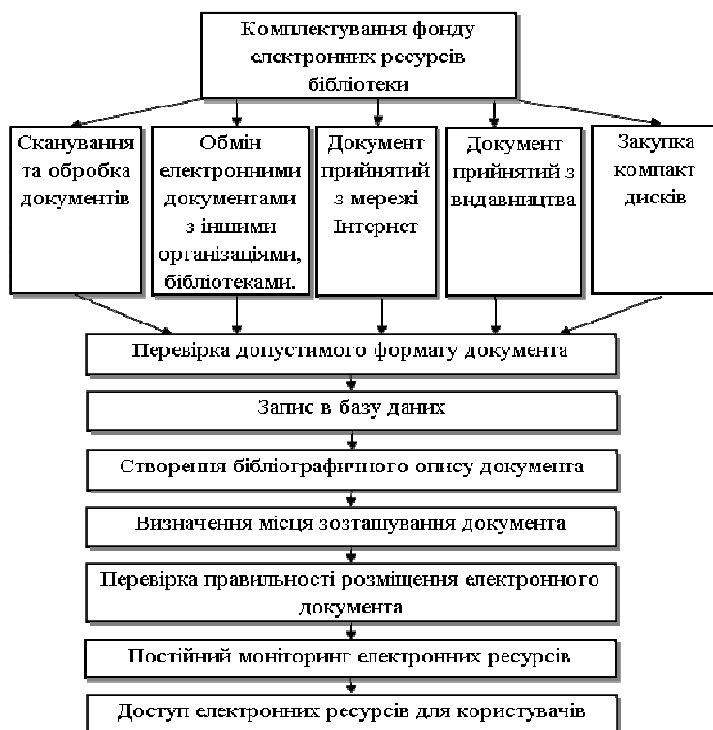 Комплектування фонду
електронних ресурсів
бібліотеки
Сканування
та обробка
документів
Обмін
електронними
документами
з іншими
організаціями,
бібліотеками.
Документ
прийнятий
з мережі
Інтернет
Документ
прийнятий з
видавництва
Закупка
компакт
дисків
Перевірка допустимого формату документа
Запис в базу даних
Створення бібліографичного опису документа
Визначення місця зозташування документа
Перевірка правильності розміщення електронного
документа
Постійний моніторинг електронних ресурсів
Доступ електронних ресурсів для користувачів